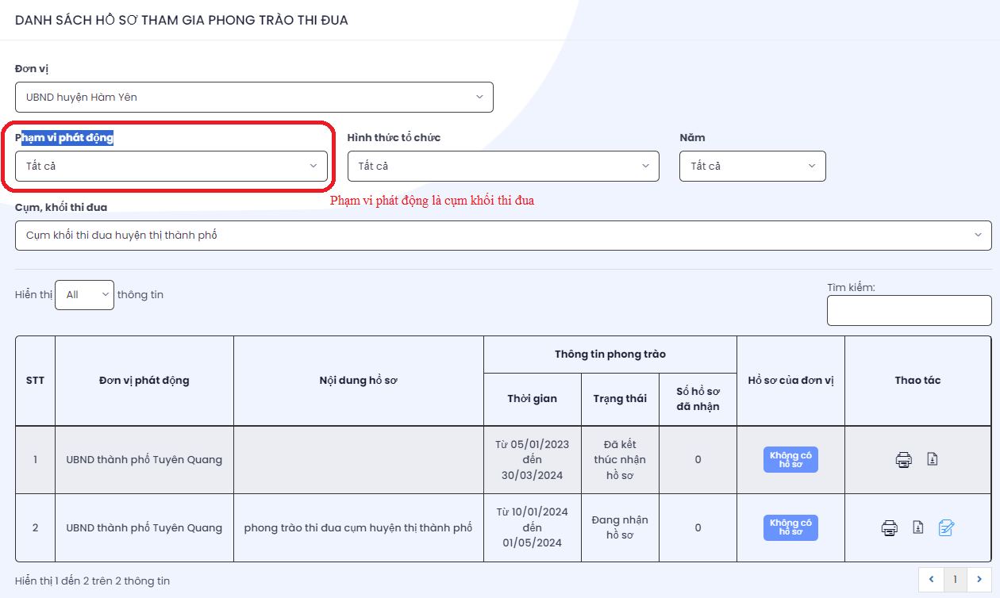 DANH SÁCH HỒ SƠ THAM GIA PHONG TRÀO THI ĐUA
Đơn vị
UBND huyện Hàm Yên
Phạm vi phát động
Hình thức tổ chức
Năm
Tất cả
Tất cả
Tất cả
Phạm vi phát động là cụm khối thi đua
Cụm, khối thi đua
Cụm khối thi đua huyện thị thành phố
Hiển thị All thông tin
Tìm kiếm:
STT
Đơn vị phát động
Nội dung hồ sơ
Thông tin phong trào
Thời gian
Trạng thái
Số hồ sơ
đã nhận
Hồ sơ của đơn vị
Thao tác
1
UBND thành phố Tuyên Quang
Từ 05/01/2023
đến
30/03/2024
Đã kết
thúc nhận
hồ sơ
0
Không có
hồ sơ
2
UBND thành phố Tuyên Quang
phong trào thi đua cụm huyện thị thành phố
Từ 10/01/2024
đến
01/05/2024
Đang nhận
hồ sơ
0
Không có
hồ sơ
Hiển thị 1 đến 2 trên 2 thông tin
1